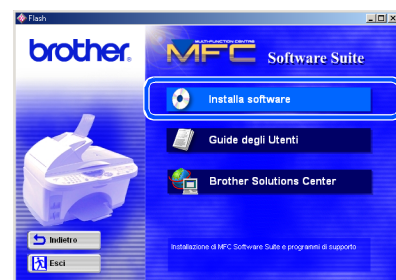 Flash
brother.
MULTI-FUNCTION CENTRE
MFC Software Suite
Installa software
Guide degli Utenti
Brother Solutions Center
Indietro
Esci
Installazione di MFC Software Suite e programmi di supporto